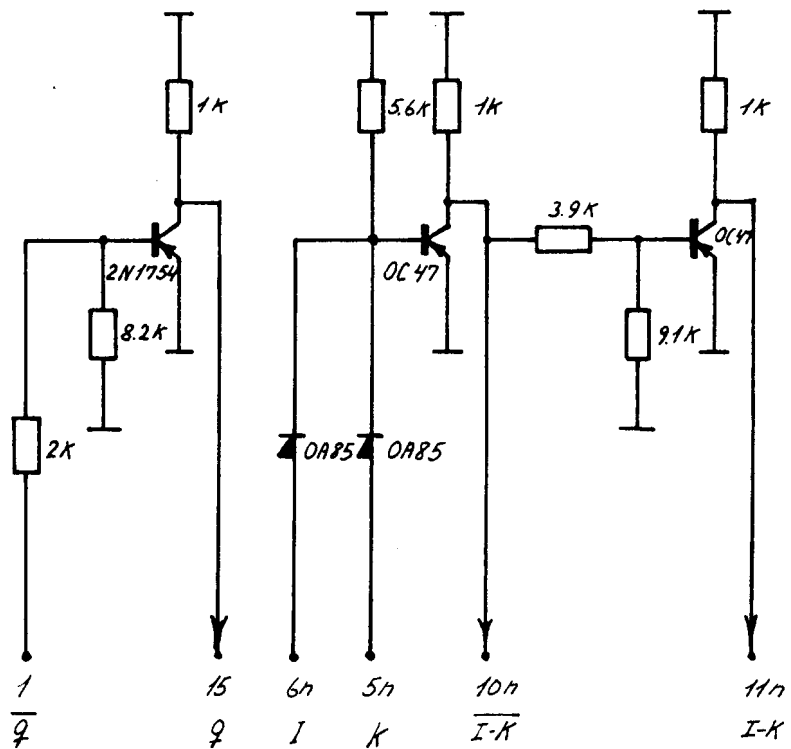 1K
5.6K
1K
1K
2N1754
OC47
3.9K
OC47
8.2K
9.1K
2K
OA85
OA85
1
15
6n
5n
10n
11n
q̅
q
I
K
I̅-̅K̅
I-K